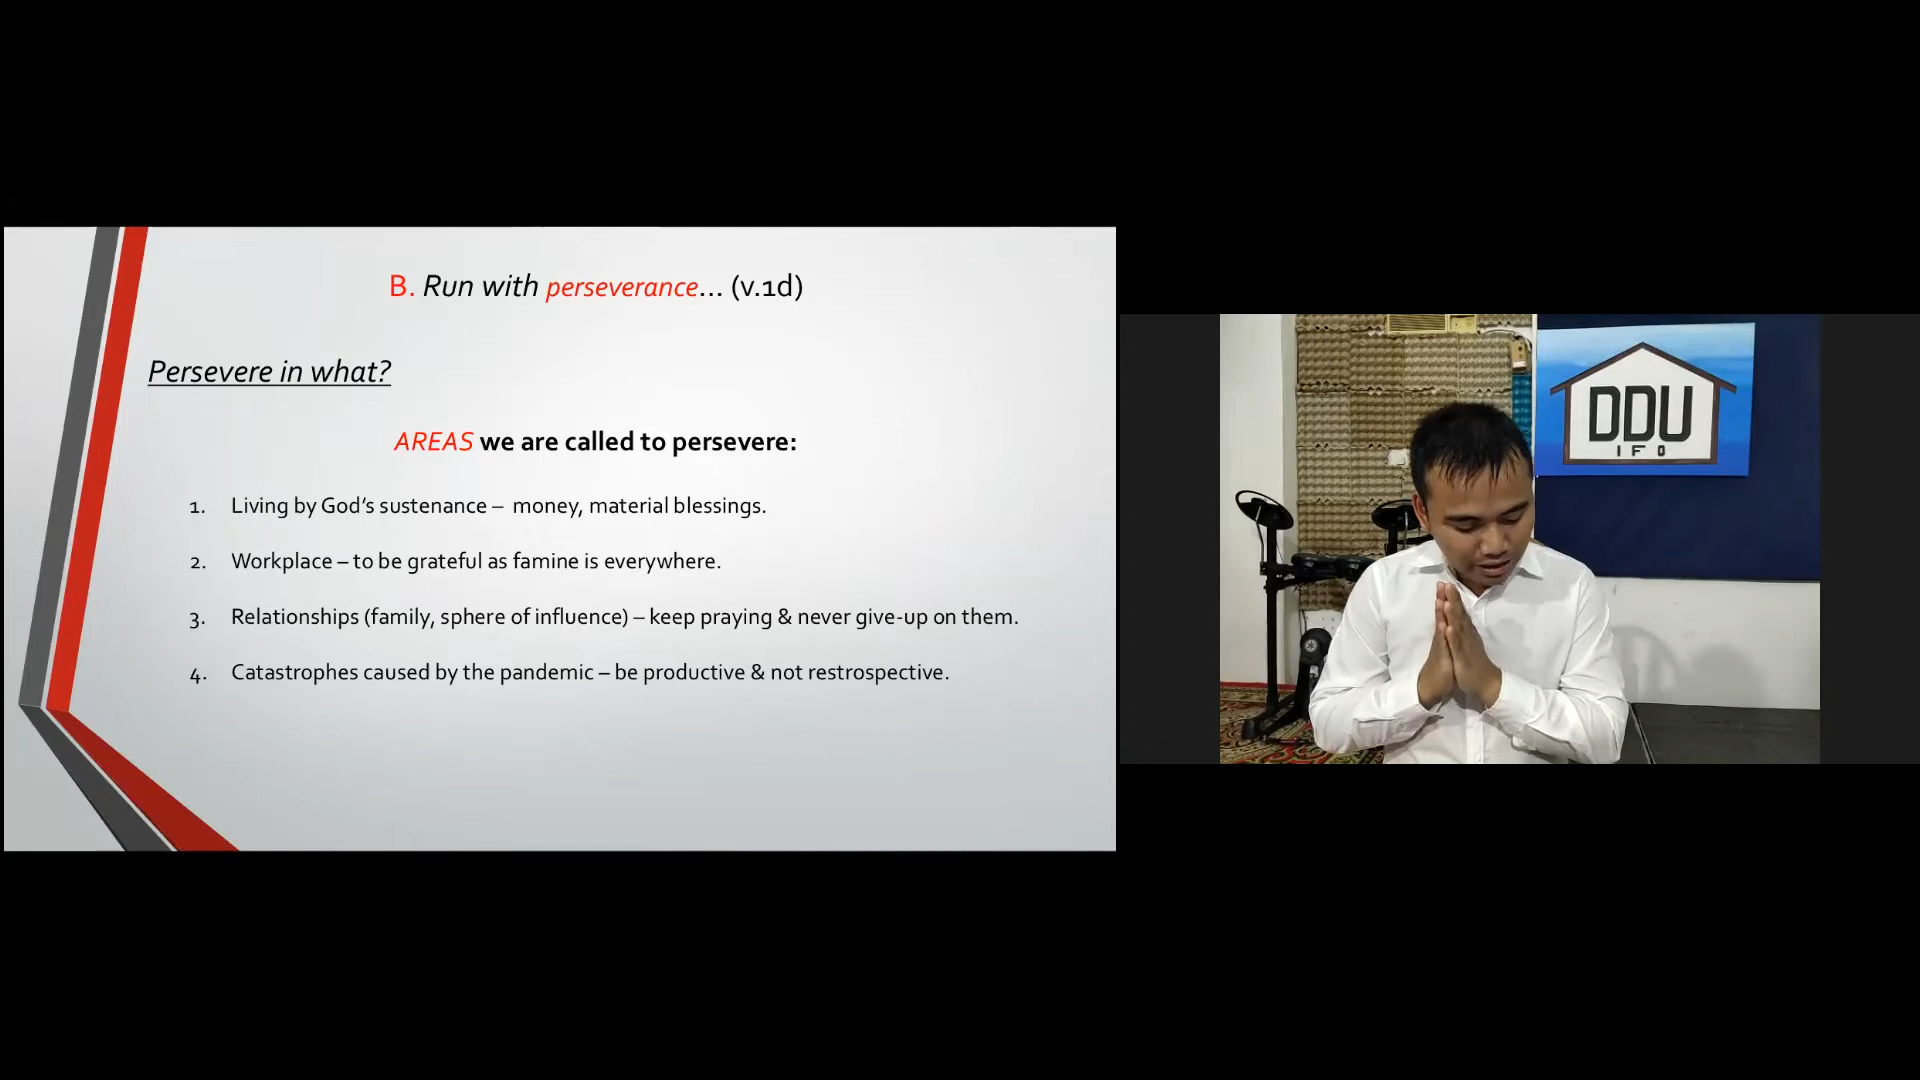 B. Run with perseverance... (v.1d)
Persevere in what?
AREAS we are called to persevere:
1. Living by God's sustenance – money, material blessings.
2. Workplace – to be grateful as famine is everywhere.
3. Relationships (family, sphere of influence) – keep praying & never give-up on them.
4. Catastrophes caused by the pandemic – be productive & not restrospective.
DDU
IFO